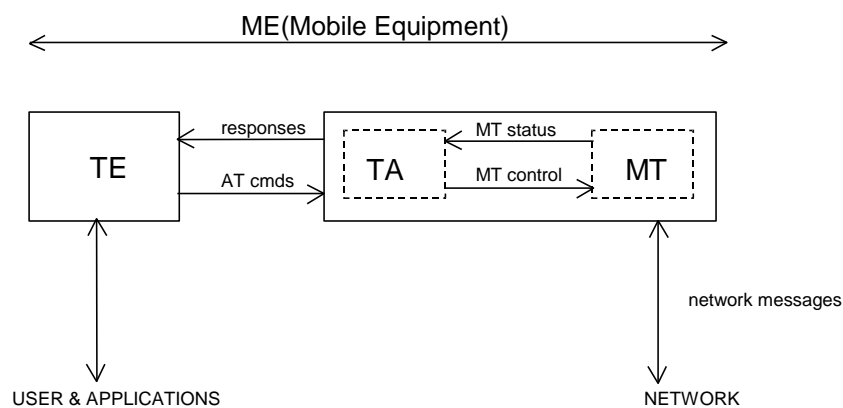 ME(Mobile Equipment)
responses
MT status
TE
TA
MT
AT cmds
MT control
network messages
USER & APPLICATIONS
NETWORK